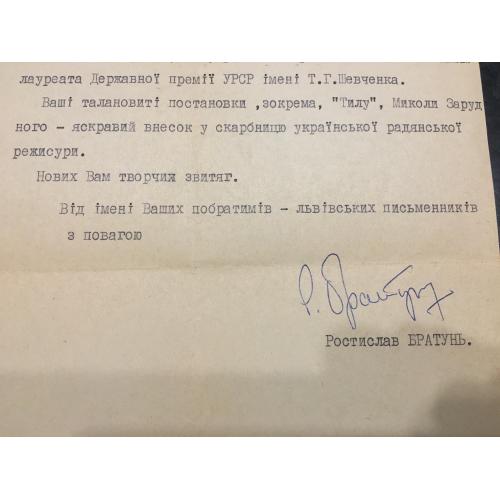 лауреата Державної премії УРСР імені Т.Г.Шевченка.
Ваші талановиті постановки ,зокрема, "Тилу", Миколи Заруд
ного - яскравий внесок у скарбницю української радянської
режисури.
Нових Вам творчих звитяг.
Від імені Ваших побратимів - львівських письменників
з повагою
Р. Братунь
Ростислав БРАТУНЬ.